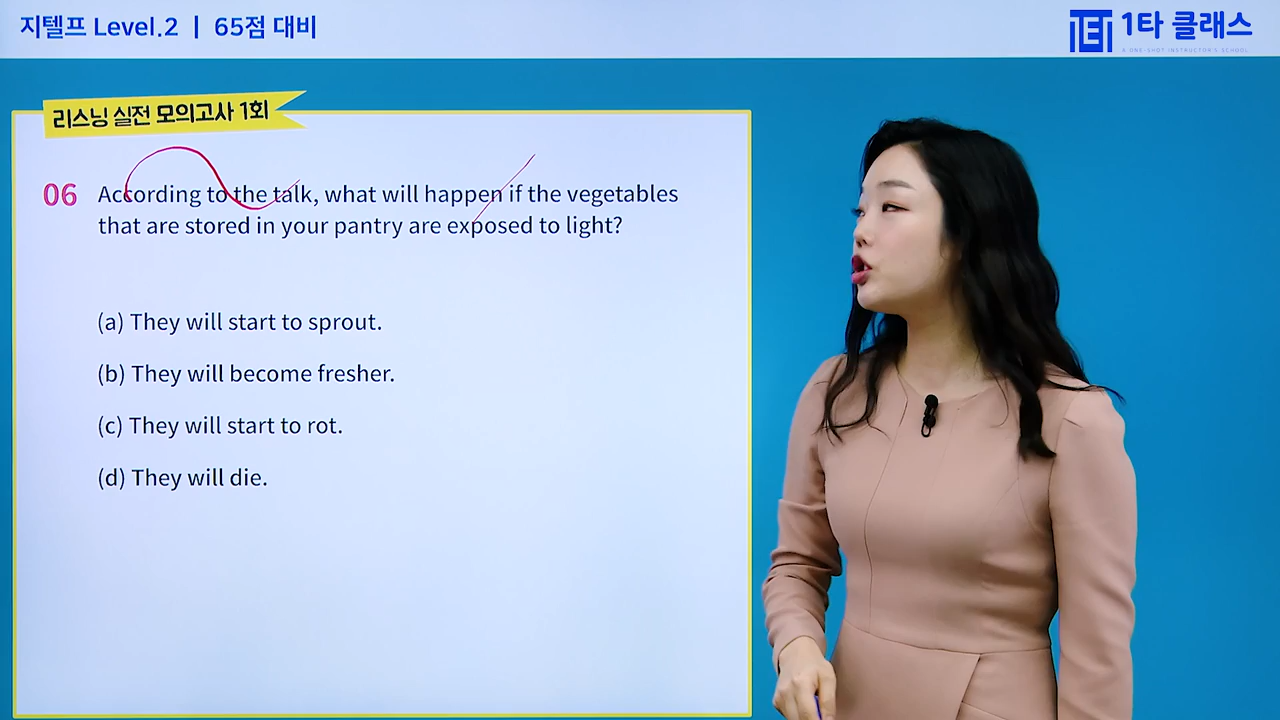 지텔프 Level.2 | 65점 대비
1타 클래스
A ONE-SHOT INSTRUCTOR'S SCHOOL
리스닝 실전 모의고사 1회
06 According to the talk, what will happen if the vegetables
that are stored in your pantry are exposed to light?
(a) They will start to sprout.
(b) They will become fresher.
(c) They will start to rot.
(d) They will die.